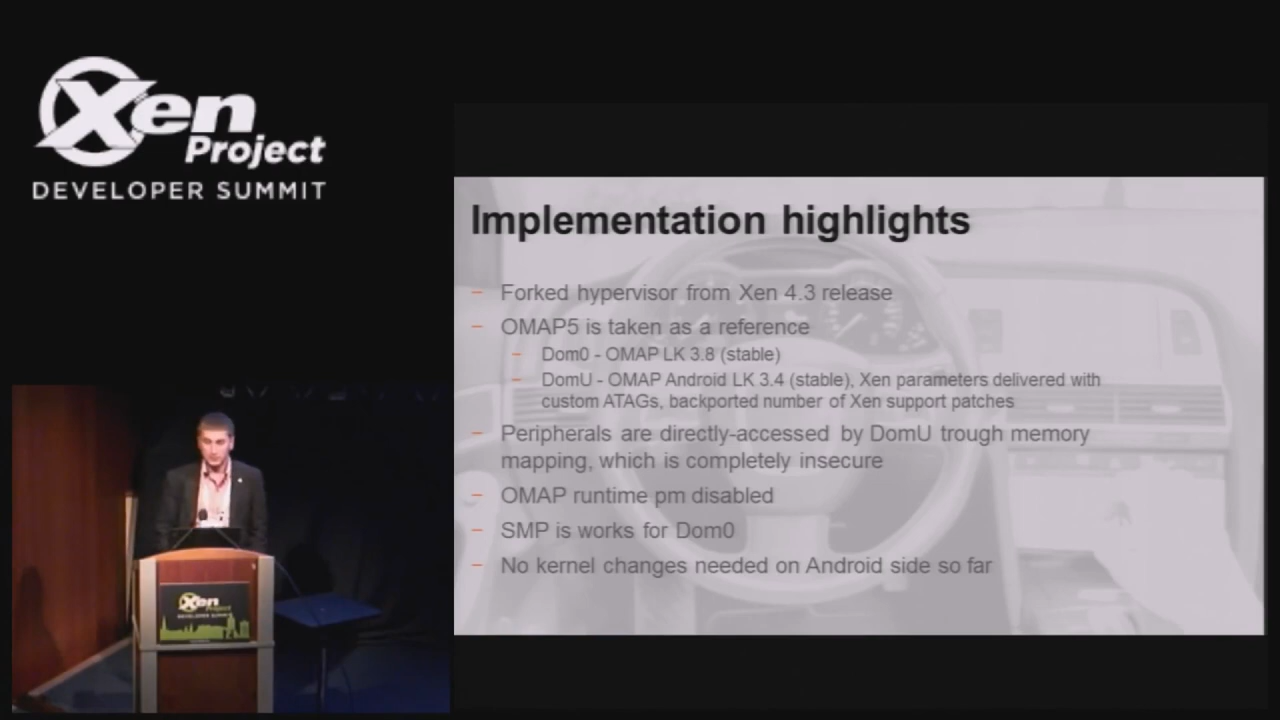 Xen
Project
DEVELOPER SUMMIT
Implementation highlights
– Forked hypervisor from Xen 4.3 release
– OMAP5 is taken as a reference
– Dom0 - OMAP LK 3.8 (stable)
– DomU - OMAP Android LK 3.4 (stable), Xen parameters delivered with
custom ATAGs, backported number of Xen support patches
– Peripherals are directly-accessed by DomU trough memory
mapping, which is completely insecure
– OMAP runtime pm disabled
– SMP is works for Dom0
– No kernel changes needed on Android side so far
Xen
Project
DEVELOPER SUMMIT